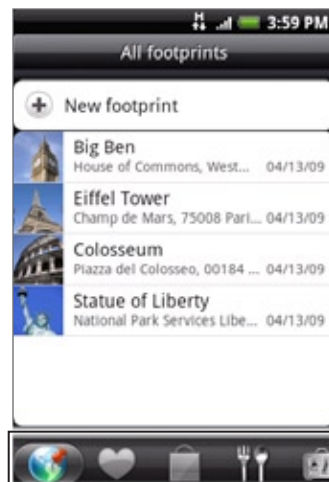 H 3:59 PM
All footprints
New footprint
Big Ben
House of Commons, West... 04/13/09
Eiffel Tower
Champ de Mars, 75008 Pari... 04/13/09
Colosseum
Piazza del Colosseo, 00184 ... 04/13/09
Statue of Liberty
National Park Services Libe... 04/13/09